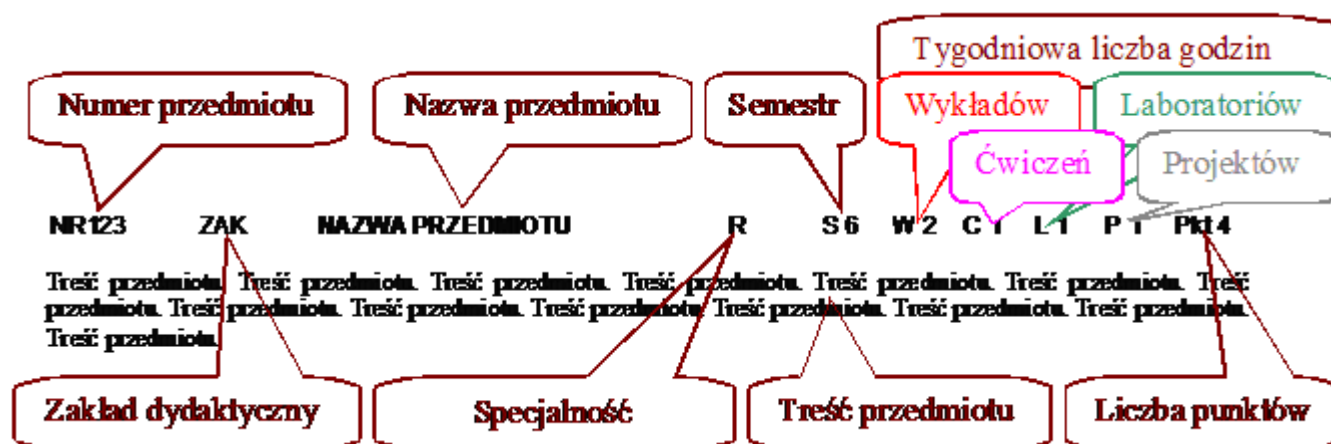 Tygodniowa liczba godzin
Numer przedmiotu Nazwa przedmiotu Semestr Wykładów Laboratoriów
Ćwiczeń Projektów
NR123 ZAK NAZWA PRZEDMIOTU R S 6 W 2 C 1 L 1 P 1 Pkt 4
Treść przedmiotu. Treść przedmiotu. Treść przedmiotu. Treść przedmiotu. Treść przedmiotu. Treść przedmiotu. Treść
przedmiotu. Treść przedmiotu. Treść przedmiotu. Treść przedmiotu. Treść przedmiotu. Treść przedmiotu. Treść przedmiotu.
Treść przedmiotu.
Zakład dydaktyczny Specjalność Treść przedmiotu Liczba punktów